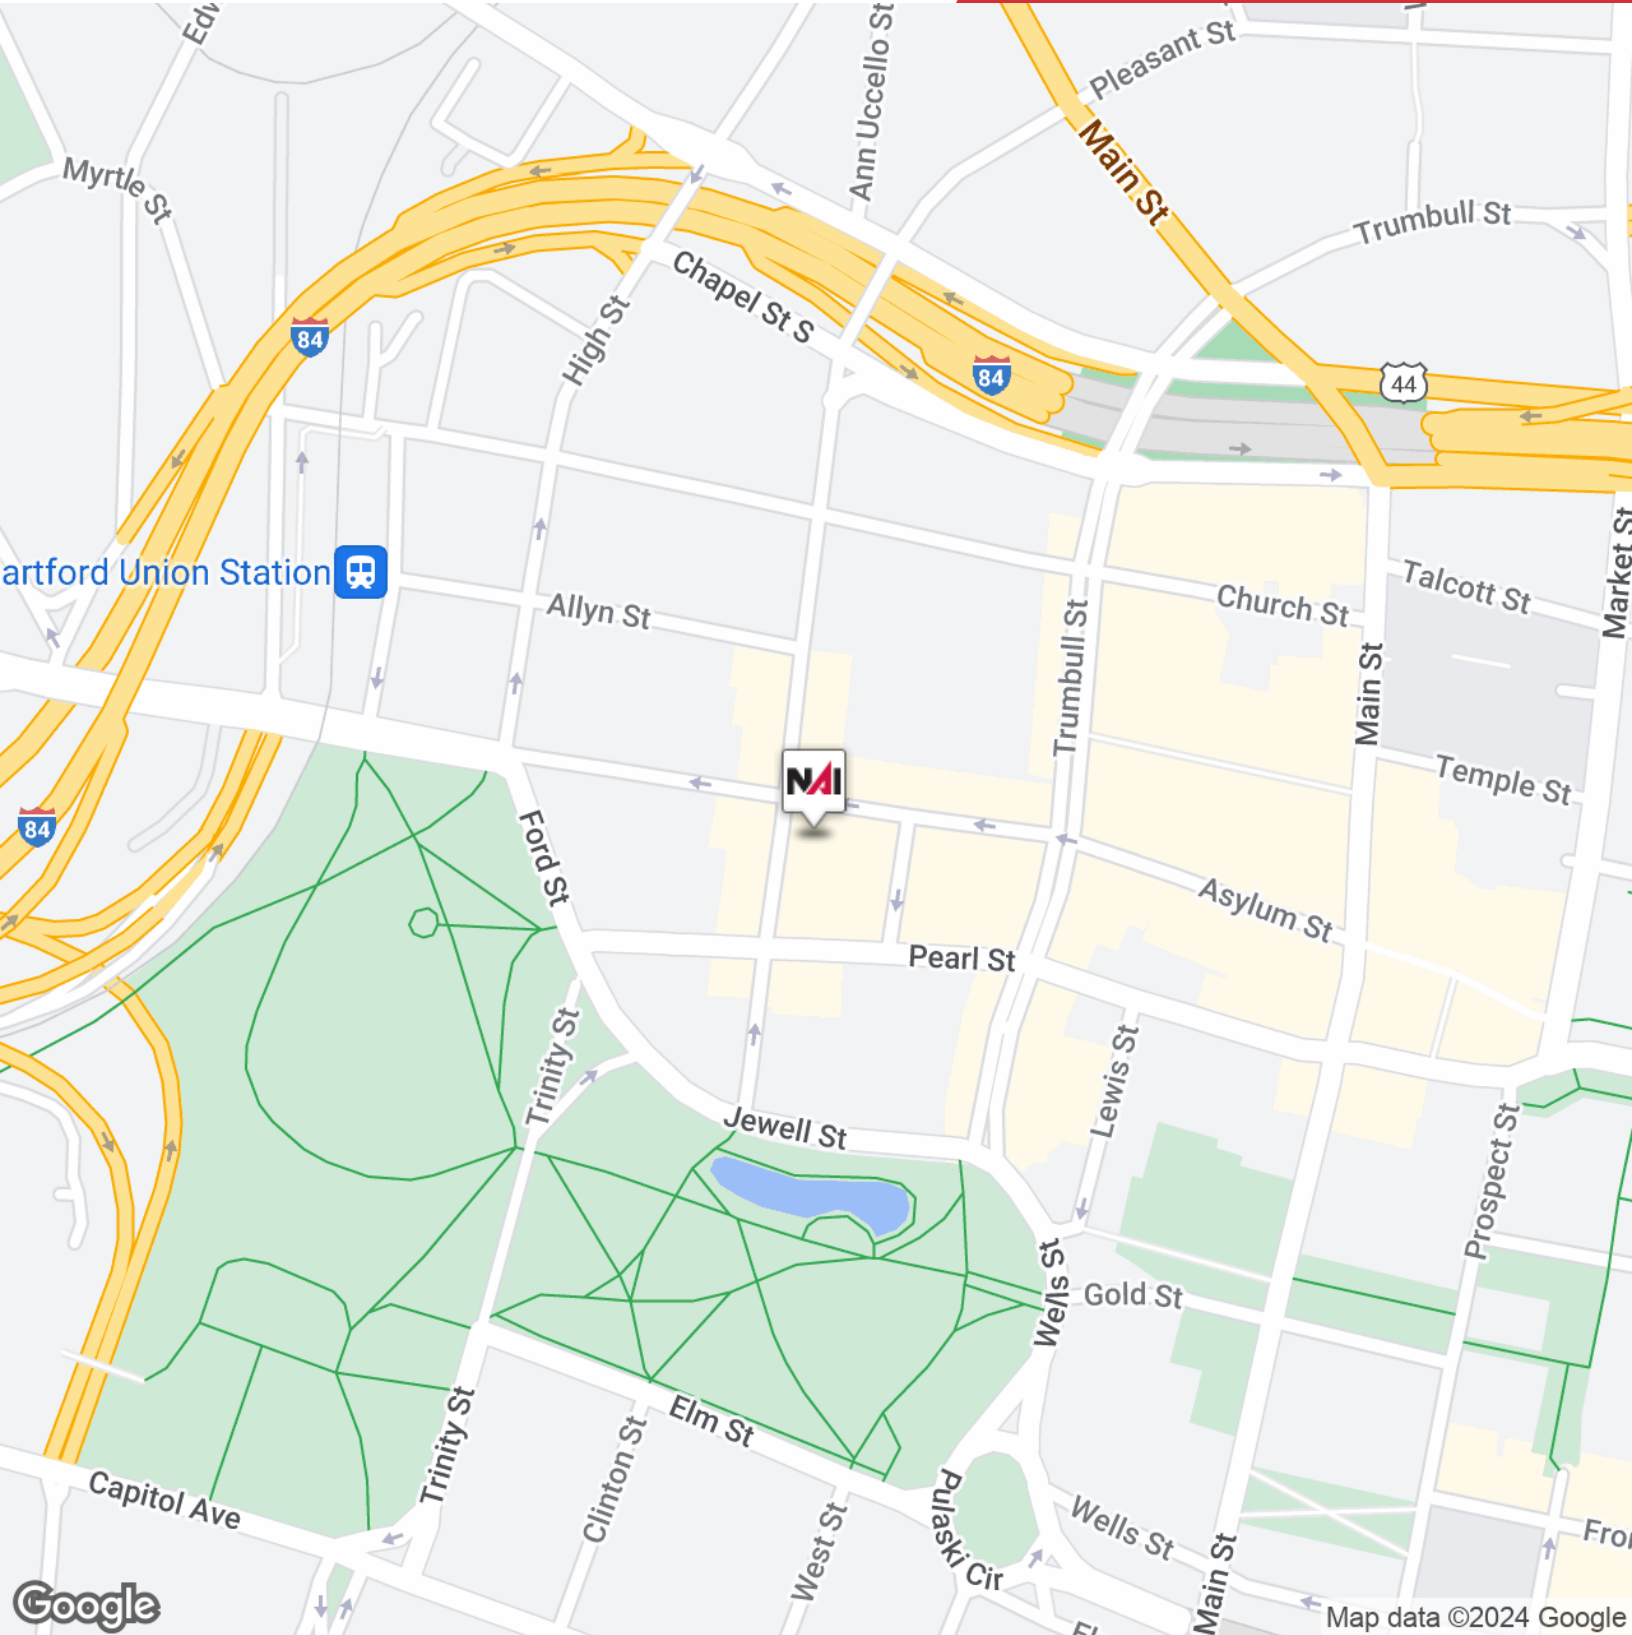 Ann Uccello St
Pleasant St
Main St
Myrtle St
Trumbull St
Chapel St S
High St
84
84
44
Market St
artford Union Station
Allyn St
Church St
Talcott St
Trumbull St
Main St
NAI
Temple St
84
Ford St
Asylum St
Pearl St
Trinity St
Lewis St
Jewell St
Prospect St
Wells St
Gold St
Elm St
Trinity St
Clinton St
Capitol Ave
West St
Pulaski Cir
Wells St
Main St
Google
Map data ©2024 Google